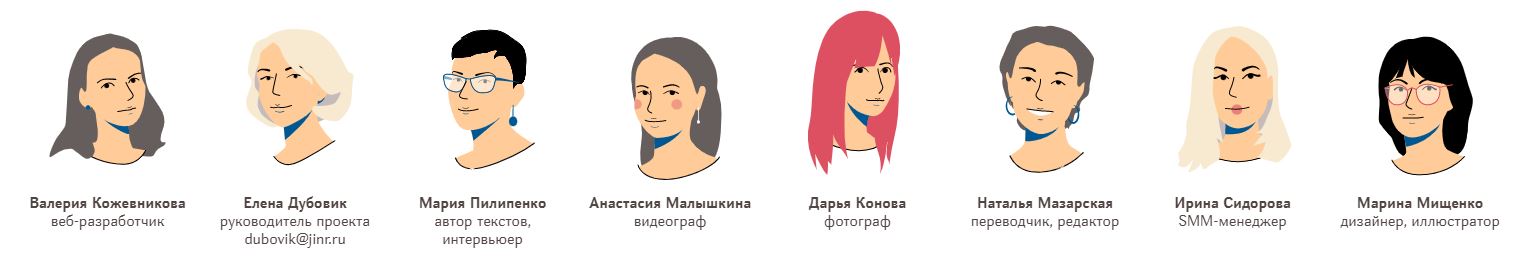 Валерия Кожевникова
веб-разработчик
Елена Дубовик
руководитель проекта
dubovik@jinr.ru
Мария Пилипенко
автор текстов,
интервьюер
Анастасия Малышкина
видеограф
Дарья Конова
фотограф
Наталья Мазарская
переводчик, редактор
Ирина Сидорова
SMM-менеджер
Марина Мищенко
дизайнер, иллюстратор